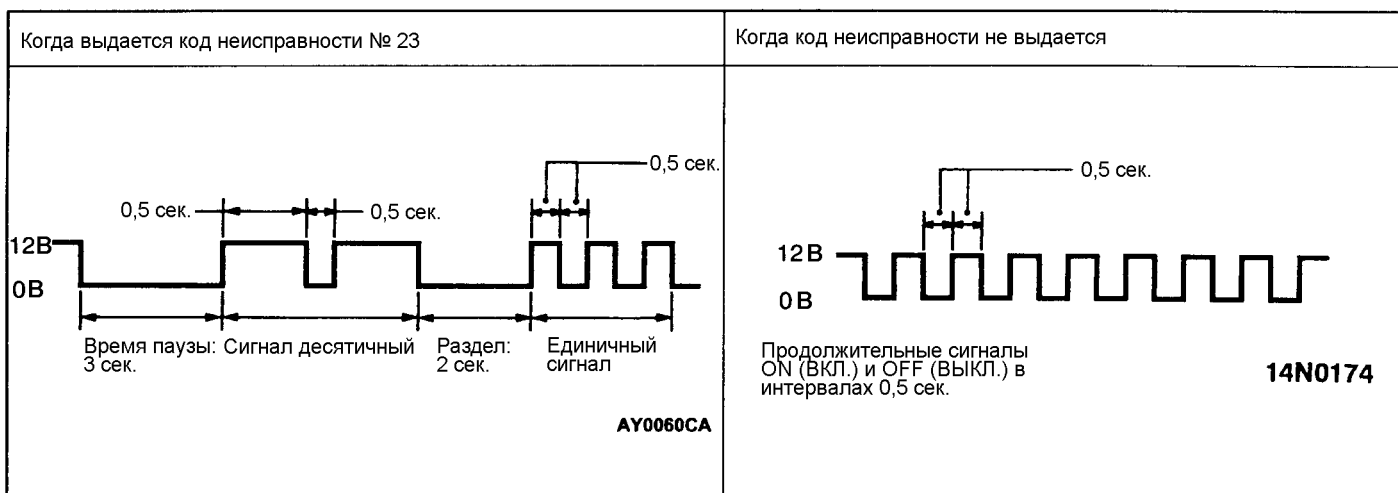 Когда выдается код неисправности № 23
Когда код неисправности не выдается
0,5 сек.
0,5 сек.
0,5 сек.
12В
0В
Время паузы:
3 сек.
Сигнал десятичный
Раздел:
2 сек.
Единичный
сигнал
AY0060CA
0,5 сек.
12В
0В
Продолжительные сигналы
ON (ВКЛ.) и OFF (ВЫКЛ.) в
интервалах 0,5 сек.
14N0174